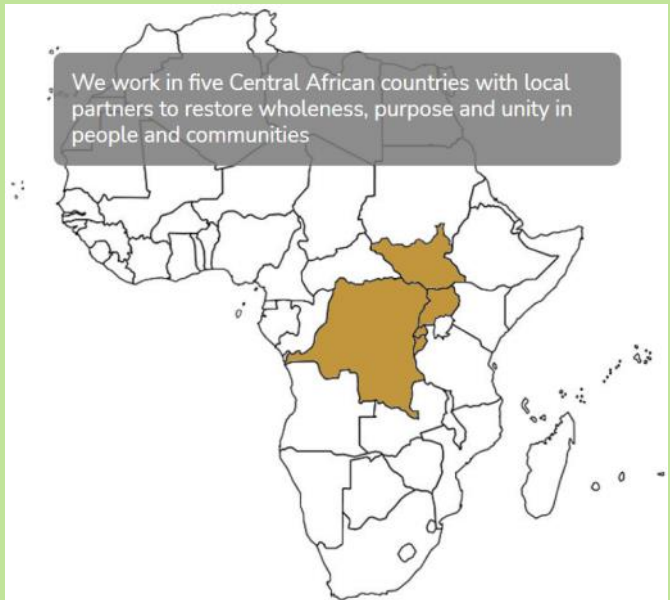 We work in five Central African countries with local
partners to restore wholeness, purpose and unity in
people and communities